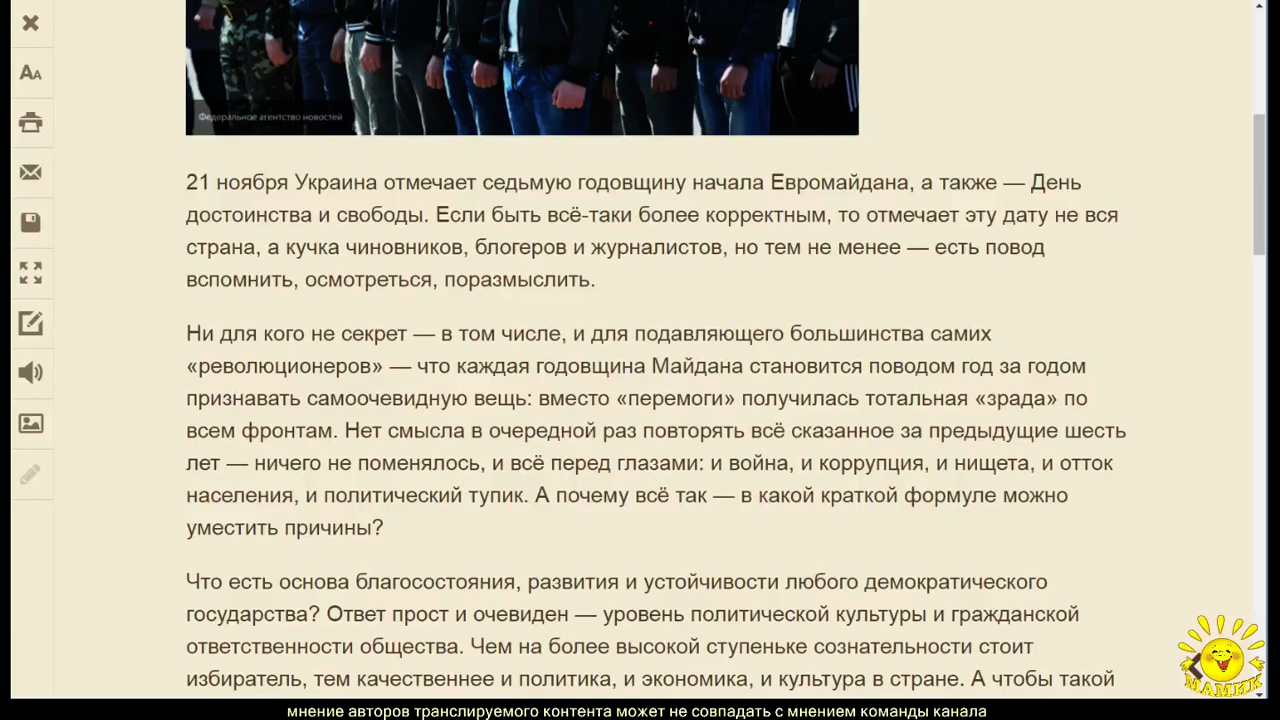 Федеральное агентство новостей
21 ноября Украина отмечает седьмую годовщину начала Евромайдана, а также — День
достоинства и свободы. Если быть всё-таки более корректным, то отмечает эту дату не вся
страна, а кучка чиновников, блогеров и журналистов, но тем не менее — есть повод
вспомнить, осмотреться, поразмыслить.
Ни для кого не секрет — в том числе, и для подавляющего большинства самих
«революционеров» — что каждая годовщина Майдана становится поводом год за годом
признавать самоочевидную вещь: вместо «перемоги» получилась тотальная «зрада» по
всем фронтам. Нет смысла в очередной раз повторять всё сказанное за предыдущие шесть
лет — ничего не поменялось, и всё перед глазами: и война, и коррупция, и нищета, и отток
населения, и политический тупик. А почему всё так — в какой краткой формуле можно
уместить причины?
Что есть основа благосостояния, развития и устойчивости любого демократического
государства? Ответ прост и очевиден — уровень политической культуры и гражданской
ответственности общества. Чем на более высокой ступеньке сознательности стоит
избиратель, тем качественнее и политика, и экономика, и культура в стране. А чтобы такой
МАМИК
мнение авторов транслируемого контента может не совпадать с мнением команды канала